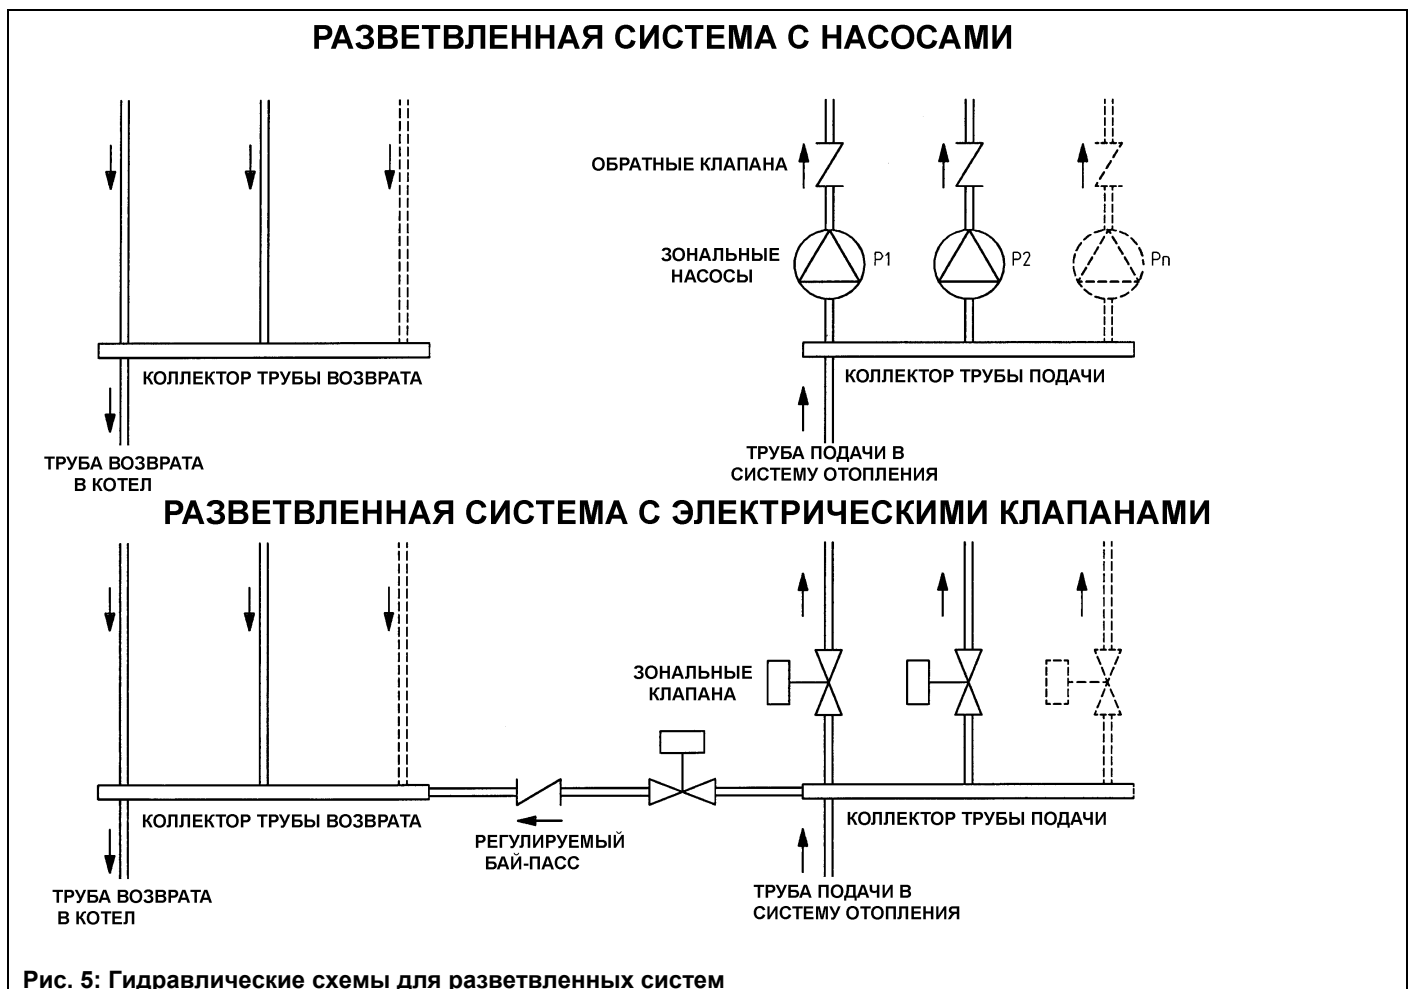 РАЗВЕТВЛЕННАЯ СИСТЕМА С НАСОСАМИ
ОБРАТНЫЕ КЛАПАНА
ЗОНАЛЬНЫЕ
НАСОСЫ
P1
P2
Pn
КОЛЛЕКТОР ТРУБЫ ВОЗВРАТА
КОЛЛЕКТОР ТРУБЫ ПОДАЧИ
ТРУБА ВОЗВРАТА
В КОТЕЛ
ТРУБА ПОДАЧИ В
СИСТЕМУ ОТОПЛЕНИЯ
РАЗВЕТВЛЕННАЯ СИСТЕМА С ЭЛЕКТРИЧЕСКИМИ КЛАПАНАМИ
ЗОНАЛЬНЫЕ
КЛАПАНА
КОЛЛЕКТОР ТРУБЫ ВОЗВРАТА
РЕГУЛИРУЕМЫЙ
БАЙ-ПАСС
КОЛЛЕКТОР ТРУБЫ ПОДАЧИ
ТРУБА ВОЗВРАТА
В КОТЕЛ
ТРУБА ПОДАЧИ В
СИСТЕМУ ОТОПЛЕНИЯ
Рис. 5: Гидравлические схемы для разветвленных систем